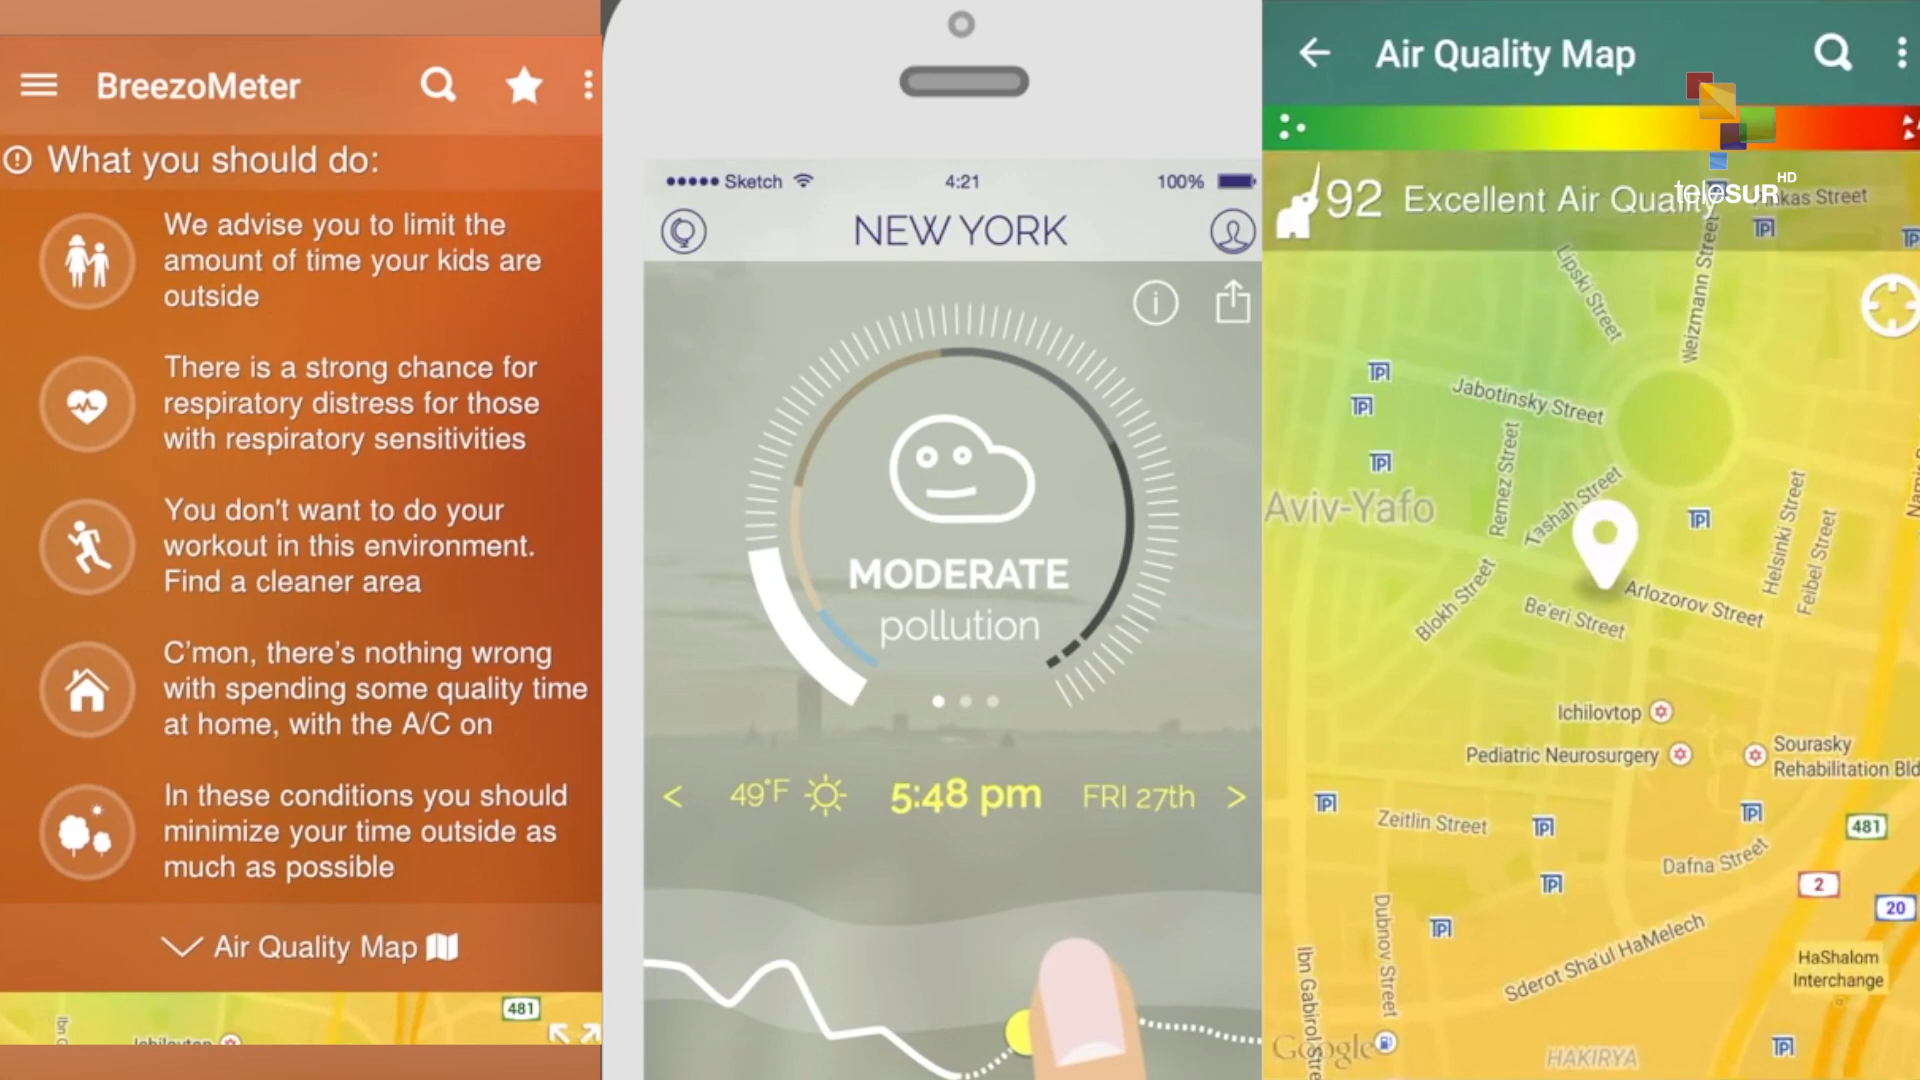 BreezoMeter
What you should do:
We advise you to limit the
amount of time your kids are
outside
There is a strong chance for
respiratory distress for those
with respiratory sensitivities
You don't want to do your
workout in this environment.
Find a cleaner area
C'mon, there's nothing wrong
with spending some quality time
at home, with the A/C on
In these conditions you should
minimize your time outside as
much as possible
Air Quality Map
481
Ichilovtop
Sketch
4:21
100%
NEW YORK
MODERATE
pollution
< 49°F 5:48 pm FRI 27th >
Air Quality Map
teleSUR HD
92 Excellent Air Quality
Lipski Street
Weizmann Street
Jabotinsky Street
Remez Street
Tashah Street
Aviv-Yafo
Helsinki Street
Feibel Street
Blokh Street
Arlozorov Street
Be'eri Street
Ichilovtop
Pediatric Neurosurgery
Sourasky
Rehabilitation Bld
Zeitlin Street
481
Dafna Street
2
20
Dubnov Street
Sderot Sha'ul HaMelech
Ibn Gabirol Stre
HaShalom
Interchange
Google
HAKIRYA